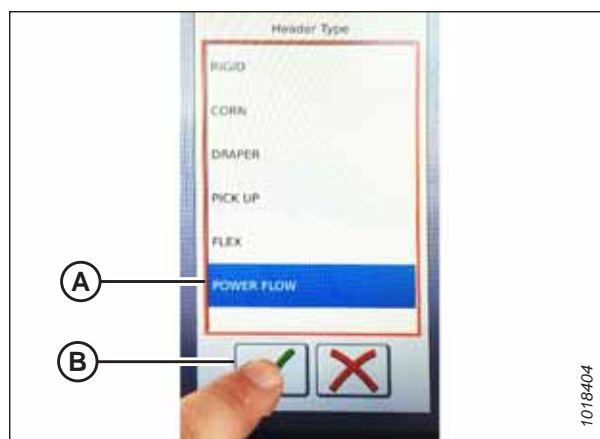 Header Type
RIGID
CORN
DRAPER
PICK UP
FLEX
A
POWER FLOW
B
1018404